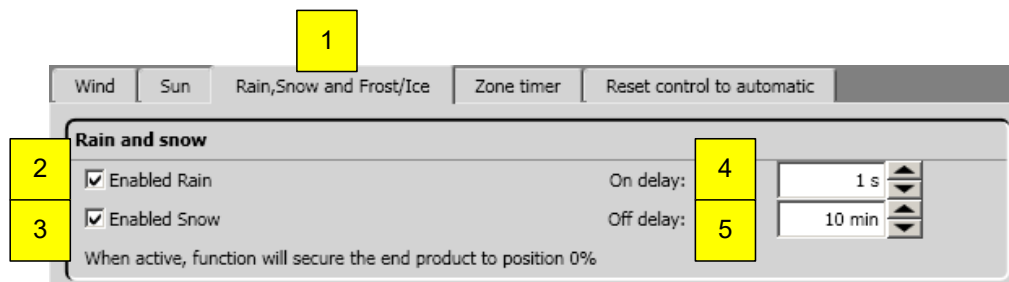 1
Wind Sun Rain,Snow and Frost/Ice Zone timer Reset control to automatic
Rain and snow
2 Enabled Rain On delay: 4 1 s
3 Enabled Snow Off delay: 5 10 min
When active, function will secure the end product to position 0%